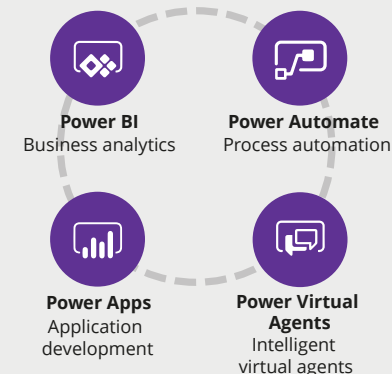 Power BI
Business analytics
Power Automate
Process automation
Power Apps
Application
development
Power Virtual
Agents
Intelligent
virtual agents